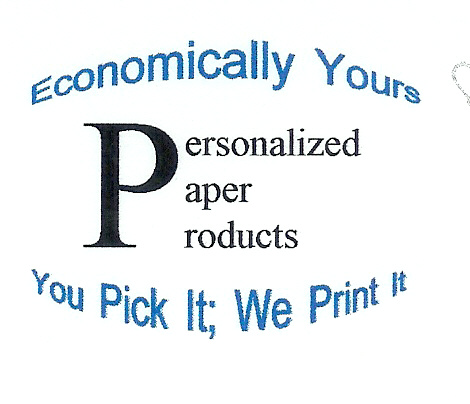 Economically Yours
Personalized
Paper
Products
You Pick It; We Print It